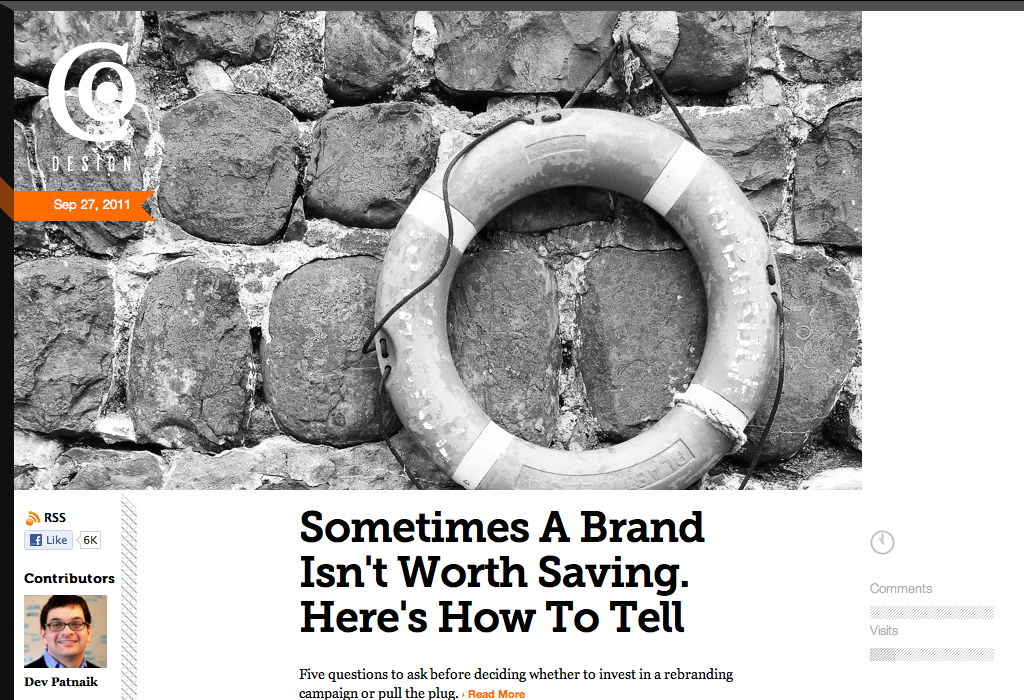 Co
DESIGN
Sep 27, 2011
RSS
Like 6K
Contributors
Dev Patnaik
Sometimes A Brand
Isn't Worth Saving.
Here's How To Tell
Five questions to ask before deciding whether to invest in a rebranding
campaign or pull the plug. › Read More
Comments
Visits